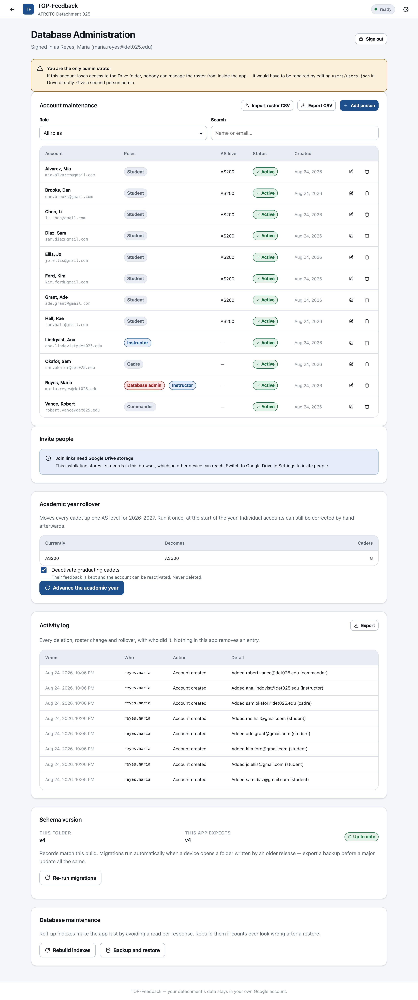 TF
TOP-Feedback
AFROTC Detachment 025
ready
Database Administration
Signed in as Reyes, Maria (maria.reyes@det025.edu)
Sign out
You are the only administrator
If this account loses access to the Drive folder, nobody can manage the roster from inside the app — it would have to be repaired by editing users/users.json in
Drive directly. Give a second person admin.
Account maintenance
Import roster CSV
Export CSV
Add person
Role
Search
All roles
Name or email...
Account Roles AS level Status Created
Alvarez, Mia
mia.alvarez@gmail.com
Student AS200 Active Aug 24, 2026
Brooks, Dan
dan.brooks@gmail.com
Student AS200 Active Aug 24, 2026
Chen, Li
li.chen@gmail.com
Student AS200 Active Aug 24, 2026
Diaz, Sam
sam.diaz@gmail.com
Student AS200 Active Aug 24, 2026
Ellis, Jo
jo.ellis@gmail.com
Student AS200 Active Aug 24, 2026
Ford, Kim
kim.ford@gmail.com
Student AS200 Active Aug 24, 2026
Grant, Ade
ade.grant@gmail.com
Student AS200 Active Aug 24, 2026
Hall, Rae
rae.hall@gmail.com
Student AS200 Active Aug 24, 2026
Lindqvist, Ana
ana.lindqvist@det025.edu
Instructor — Active Aug 24, 2026
Okafor, Sam
sam.okafor@det025.edu
Cadre — Active Aug 24, 2026
Reyes, Maria
maria.reyes@det025.edu
Database admin Instructor — Active Aug 24, 2026
Vance, Robert
robert.vance@det025.edu
Commander — Active Aug 24, 2026
Invite people
Join links need Google Drive storage
This installation stores its records in this browser, which no other device can reach. Switch to Google Drive in Settings to invite people.
Academic year rollover
Moves every cadet up one AS level for 2026-2027. Run it once, at the start of the year. Individual accounts can still be corrected by hand
afterwards.
Currently Becomes Cadets
AS200 AS300 8
Deactivate graduating cadets
Their feedback is kept and the account can be reactivated. Never deleted.
Advance the academic year
Activity log
Export
Every deletion, roster change and rollover, with who did it. Nothing in this app removes an entry.
When Who Action Detail
Aug 24, 2026, 10:06 PM reyes.maria Account created Added robert.vance@det025.edu (commander)
Aug 24, 2026, 10:06 PM reyes.maria Account created Added ana.lindqvist@det025.edu (instructor)
Aug 24, 2026, 10:06 PM reyes.maria Account created Added sam.okafor@det025.edu (cadre)
Aug 24, 2026, 10:06 PM reyes.maria Account created Added rae.hall@gmail.com (student)
Aug 24, 2026, 10:06 PM reyes.maria Account created Added ade.grant@gmail.com (student)
Aug 24, 2026, 10:06 PM reyes.maria Account created Added kim.ford@gmail.com (student)
Aug 24, 2026, 10:06 PM reyes.maria Account created Added jo.ellis@gmail.com (student)
Aug 24, 2026, 10:06 PM reyes.maria Account created Added sam.diaz@gmail.com (student)
Schema version
THIS FOLDER
v4
THIS APP EXPECTS
v4
Up to date
Records match this build. Migrations run automatically when a device opens a folder written by an older release — export a backup before a major
update all the same.
Re-run migrations
Database maintenance
Roll-up indexes make the app fast by avoiding a read per response. Rebuild them if counts ever look wrong after a restore.
Rebuild indexes
Backup and restore
TOP-Feedback — your detachment's data stays in your own Google account.